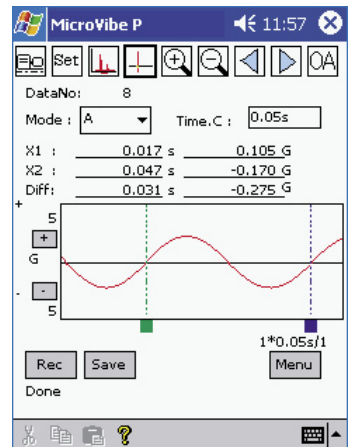 MicroVibe P 11:57
Set OA
DataNo: 8
Mode : A Time.C : 0.05s
X1 : 0.017 s 0.105 G
X2 : 0.047 s -0.170 G
Diff: 0.031 s -0.275 G
+
5
+
G
- -
5
1*0.05s/1
Rec Save Menu
Done